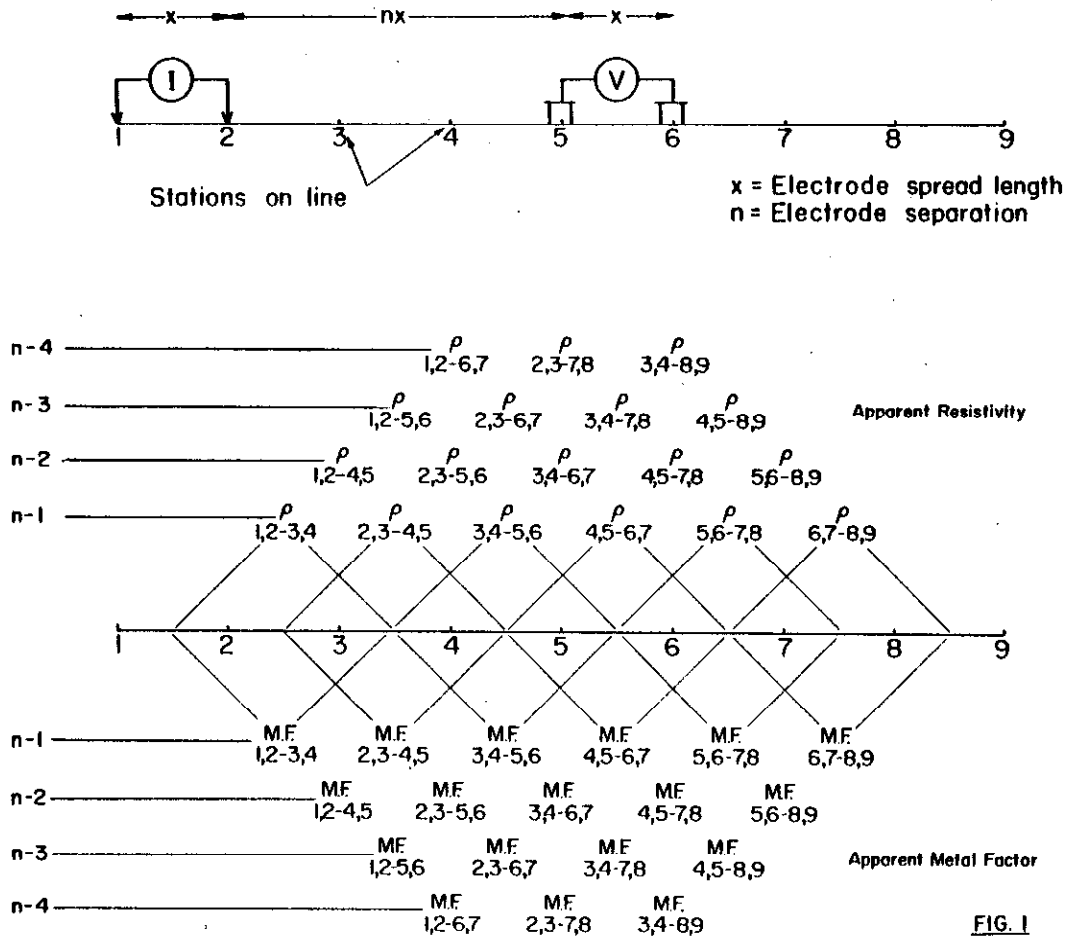 x nx x
I V
1 2 3 4 5 6 7 8 9
Stations on line
x = Electrode spread length
n = Electrode separation
n-4 ρ ρ ρ
1,2-6,7 2,3-7,8 3,4-8,9
n-3 ρ ρ ρ ρ Apparent Resistivity
1,2-5,6 2,3-6,7 3,4-7,8 4,5-8,9
n-2 ρ ρ ρ ρ ρ
1,2-4,5 2,3-5,6 3,4-6,7 4,5-7,8 5,6-8,9
n-1 ρ ρ ρ ρ ρ ρ
1,2-3,4 2,3-4,5 3,4-5,6 4,5-6,7 5,6-7,8 6,7-8,9
1 2 3 4 5 6 7 8 9
n-1 M.F. M.F. M.F. M.F. M.F. M.F.
1,2-3,4 2,3-4,5 3,4-5,6 4,5-6,7 5,6-7,8 6,7-8,9
n-2 M.F. M.F. M.F. M.F. M.F.
1,2-4,5 2,3-5,6 3,4-6,7 4,5-7,8 5,6-8,9
n-3 M.F. M.F. M.F. M.F. Apparent Metal Factor
1,2-5,6 2,3-6,7 3,4-7,8 4,5-8,9
n-4 M.F. M.F. M.F.
1,2-6,7 2,3-7,8 3,4-8,9
FIG. 1